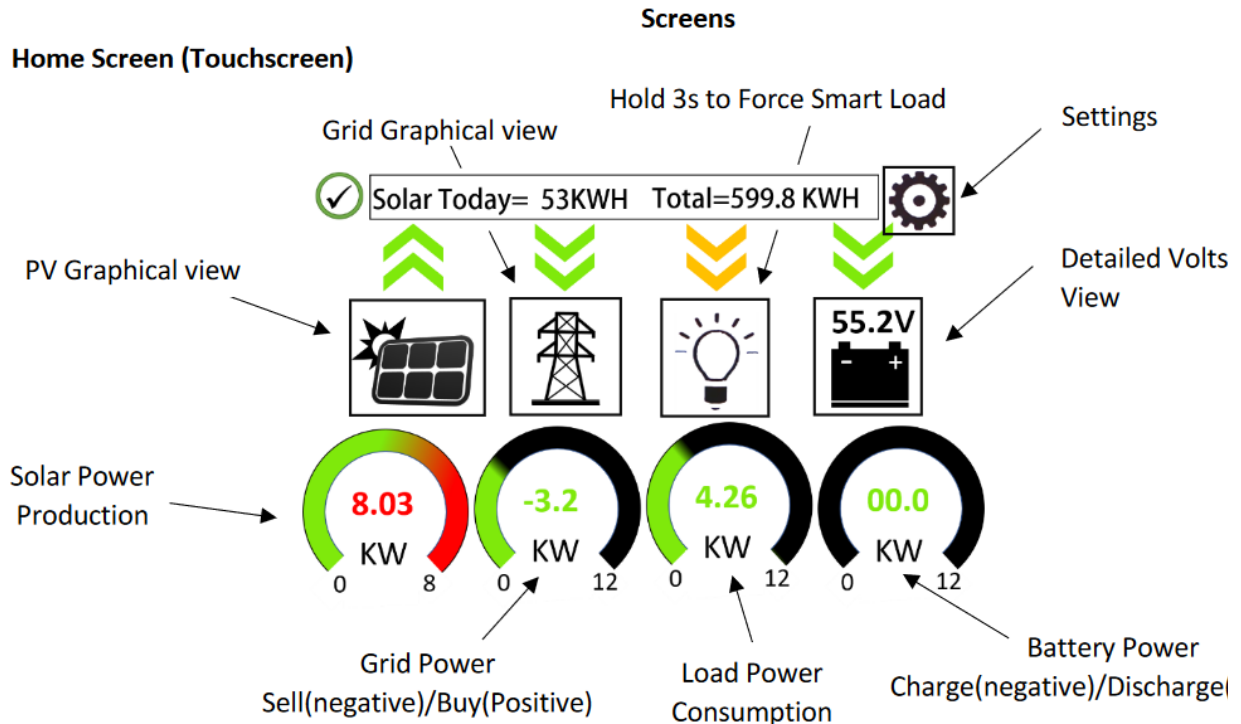 Screens
Home Screen (Touchscreen)
Hold 3s to Force Smart Load
Grid Graphical view
Settings
Solar Today= 53KWH Total=599.8 KWH
PV Graphical view
Detailed Volts
View
55.2V
- +
Solar Power
Production
8.03
KW
0 8
-3.2
KW
0 12
4.26
KW
0 12
00.0
KW
0 12
Grid Power
Sell(negative)/Buy(Positive)
Load Power
Consumption
Battery Power
Charge(negative)/Discharge(